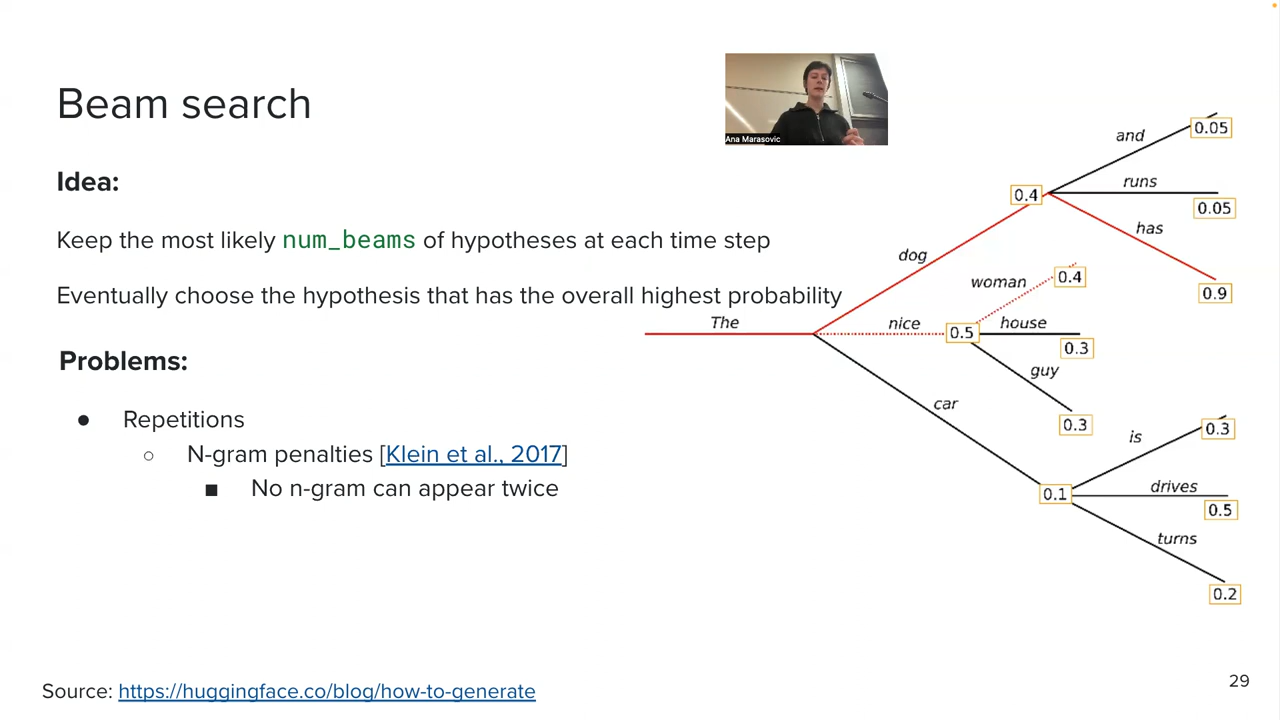 Beam search
Ana Marasovic
Idea:
Keep the most likely num_beams of hypotheses at each time step
Eventually choose the hypothesis that has the overall highest probability
Problems:
● Repetitions
○ N-gram penalties [Klein et al., 2017]
■ No n-gram can appear twice
The
dog
0.4
and
0.05
runs
0.05
has
0.9
nice
0.5
woman
0.4
house
0.3
guy
0.3
car
0.1
is
0.3
drives
0.5
turns
0.2
Source: https://huggingface.co/blog/how-to-generate
29